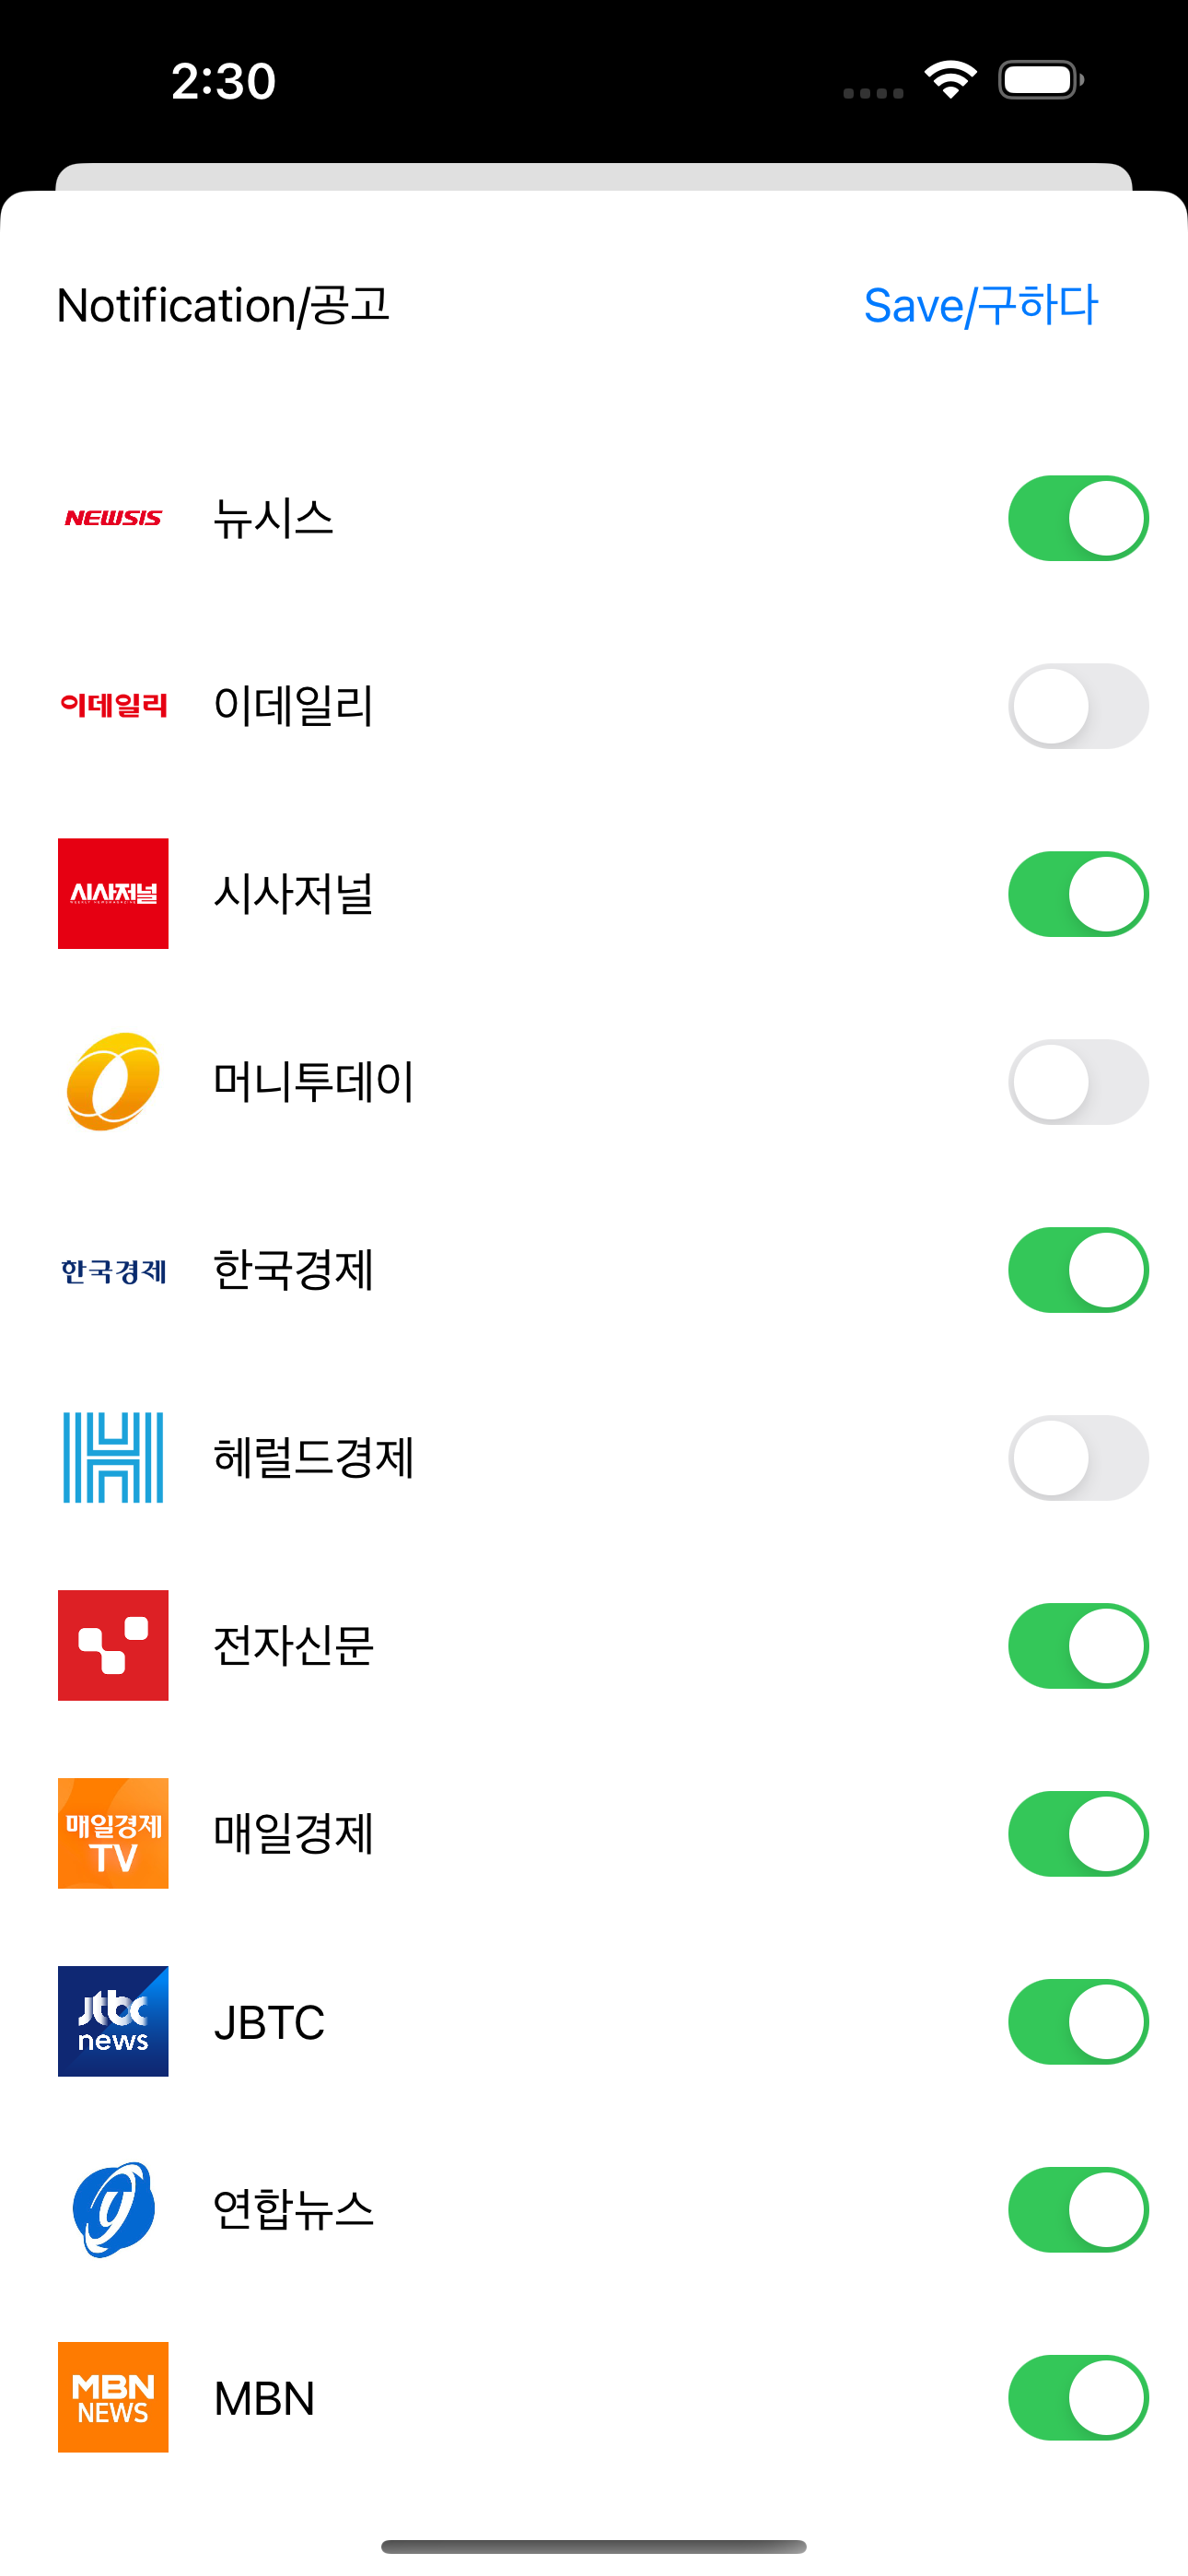 2:30
Notification/공고
Save/구하다
NEWSIS 뉴시스
이데일리 이데일리
시사저널 시사저널
머니투데이
한국경제 한국경제
헤럴드경제
전자신문
매일경제
TV
매일경제
jtbc
news
JBTC
연합뉴스
MBN
NEWS
MBN